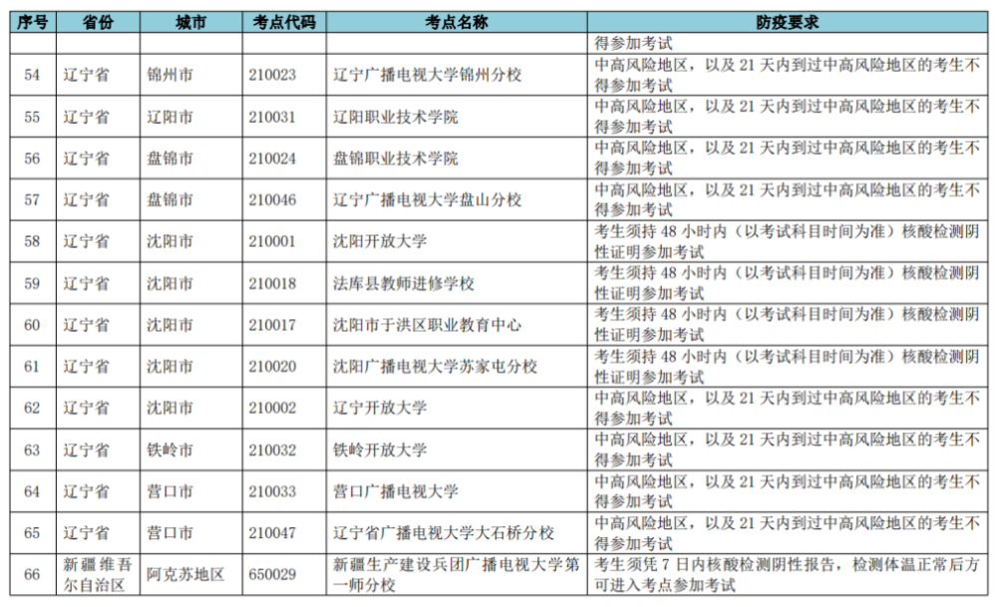 序号 省份 城市 考点代码 考点名称 防疫要求
得参加考试
54 辽宁省 锦州市 210023 辽宁广播电视大学锦州分校 中高风险地区，以及 21 天内到过中高风险地区的考生不
得参加考试
55 辽宁省 辽阳市 210031 辽阳职业技术学院 中高风险地区，以及 21 天内到过中高风险地区的考生不
得参加考试
56 辽宁省 盘锦市 210024 盘锦职业技术学院 中高风险地区，以及 21 天内到过中高风险地区的考生不
得参加考试
57 辽宁省 盘锦市 210046 辽宁广播电视大学盘山分校 中高风险地区，以及 21 天内到过中高风险地区的考生不
得参加考试
58 辽宁省 沈阳市 210001 沈阳开放大学 考生须持 48 小时内（以考试科目时间为准）核酸检测阴
性证明参加考试
59 辽宁省 沈阳市 210018 法库县教师进修学校 考生须持 48 小时内（以考试科目时间为准）核酸检测阴
性证明参加考试
60 辽宁省 沈阳市 210017 沈阳市于洪区职业教育中心 考生须持 48 小时内（以考试科目时间为准）核酸检测阴
性证明参加考试
61 辽宁省 沈阳市 210020 沈阳广播电视大学苏家屯分校 考生须持 48 小时内（以考试科目时间为准）核酸检测阴
性证明参加考试
62 辽宁省 沈阳市 210002 辽宁开放大学 中高风险地区，以及 21 天内到过中高风险地区的考生不
得参加考试
63 辽宁省 铁岭市 210032 铁岭开放大学 中高风险地区，以及 21 天内到过中高风险地区的考生不
得参加考试
64 辽宁省 营口市 210033 营口广播电视大学 中高风险地区，以及 21 天内到过中高风险地区的考生不
得参加考试
65 辽宁省 营口市 210047 辽宁省广播电视大学大石桥分校 中高风险地区，以及 21 天内到过中高风险地区的考生不
得参加考试
66 新疆维吾 阿克苏地区 650029 新疆生产建设兵团广播电视大学第 考生须凭 7 日内核酸检测阴性报告，检测体温正常后方
尔自治区 一师分校 可进入考点参加考试